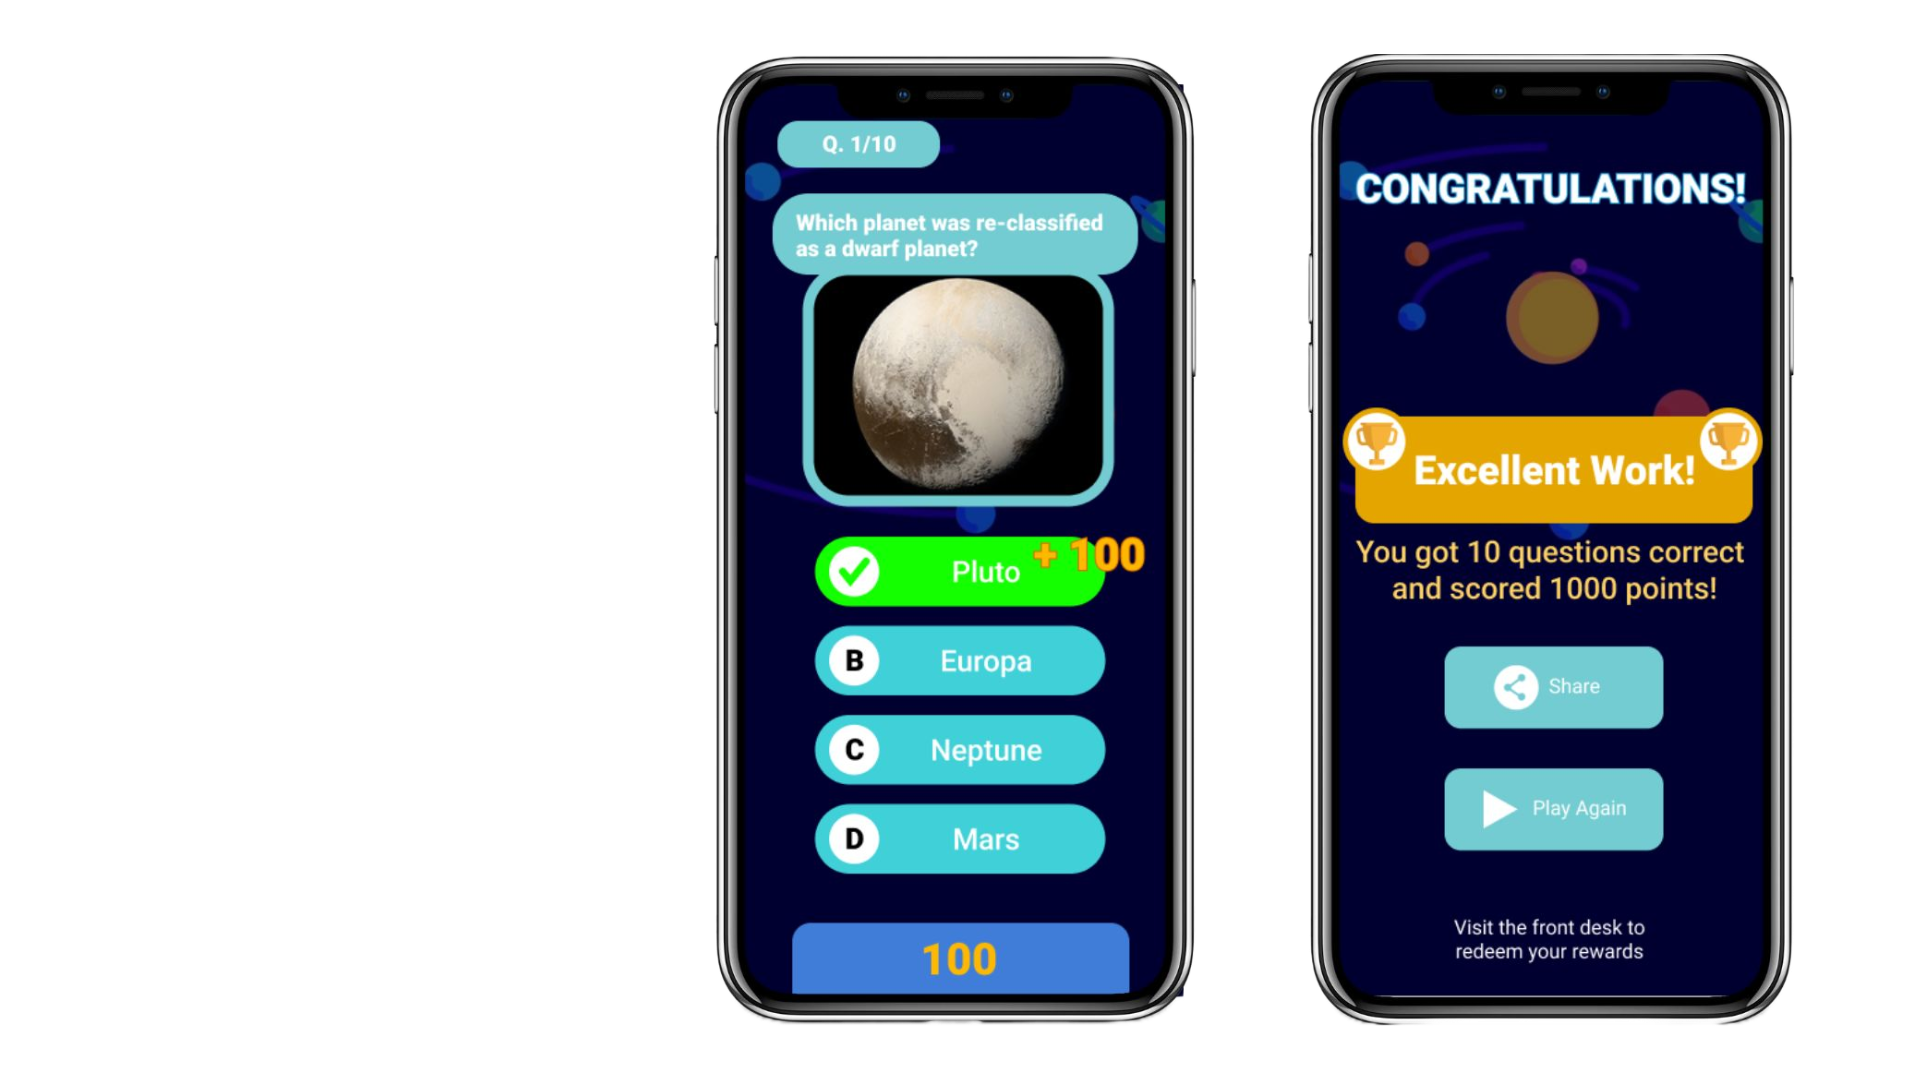 Q. 1/10
Which planet was re-classified
as a dwarf planet?
Pluto
+ 100
B Europa
C Neptune
D Mars
100
CONGRATULATIONS!
Excellent Work!
You got 10 questions correct
and scored 1000 points!
Share
Play Again
Visit the front desk to
redeem your rewards